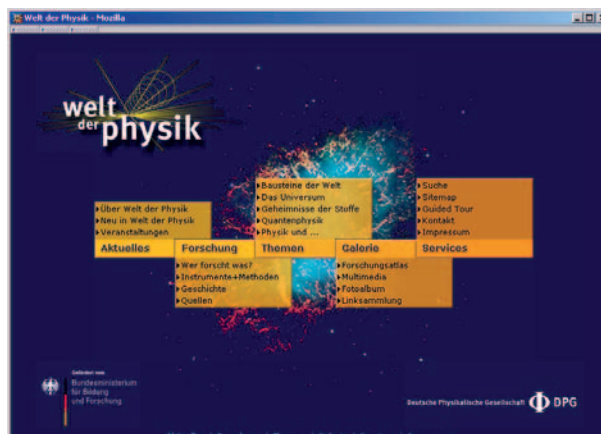 Welt der Physik - Mozilla
welt
der physik
Bausteine der Welt
Das Universum
Geheimnisse der Stoffe
Quantenphysik
Physik und ...
Suche
Sitemap
Guided Tour
Kontakt
Impressum
Über Welt der Physik
Neu in Welt der Physik
Veranstaltungen
Aktuelles
Forschung
Themen
Galerie
Services
Wer forscht was?
Instrumente+Methoden
Geschichte
Quellen
Forschungsatlas
Multimedia
Fotoalbum
Linksammlung
Gefördert vom
Bundesministerium
für Bildung
und Forschung
Deutsche Physikalische Gesellschaft DPG